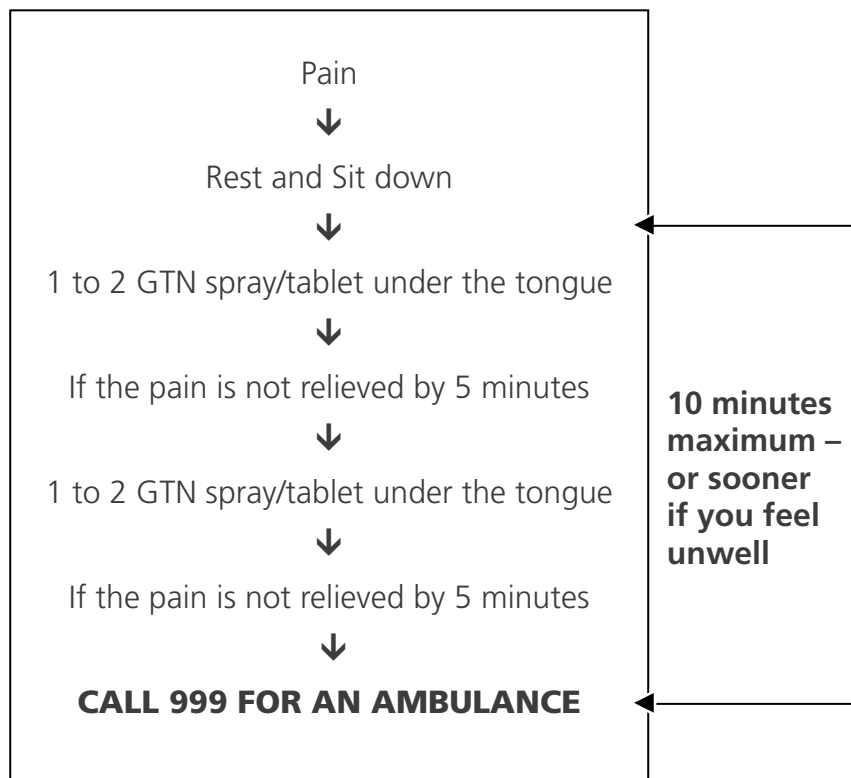 Pain
Rest and Sit down
1 to 2 GTN spray/tablet under the tongue
If the pain is not relieved by 5 minutes
1 to 2 GTN spray/tablet under the tongue
If the pain is not relieved by 5 minutes
CALL 999 FOR AN AMBULANCE
10 minutes
maximum –
or sooner
if you feel
unwell